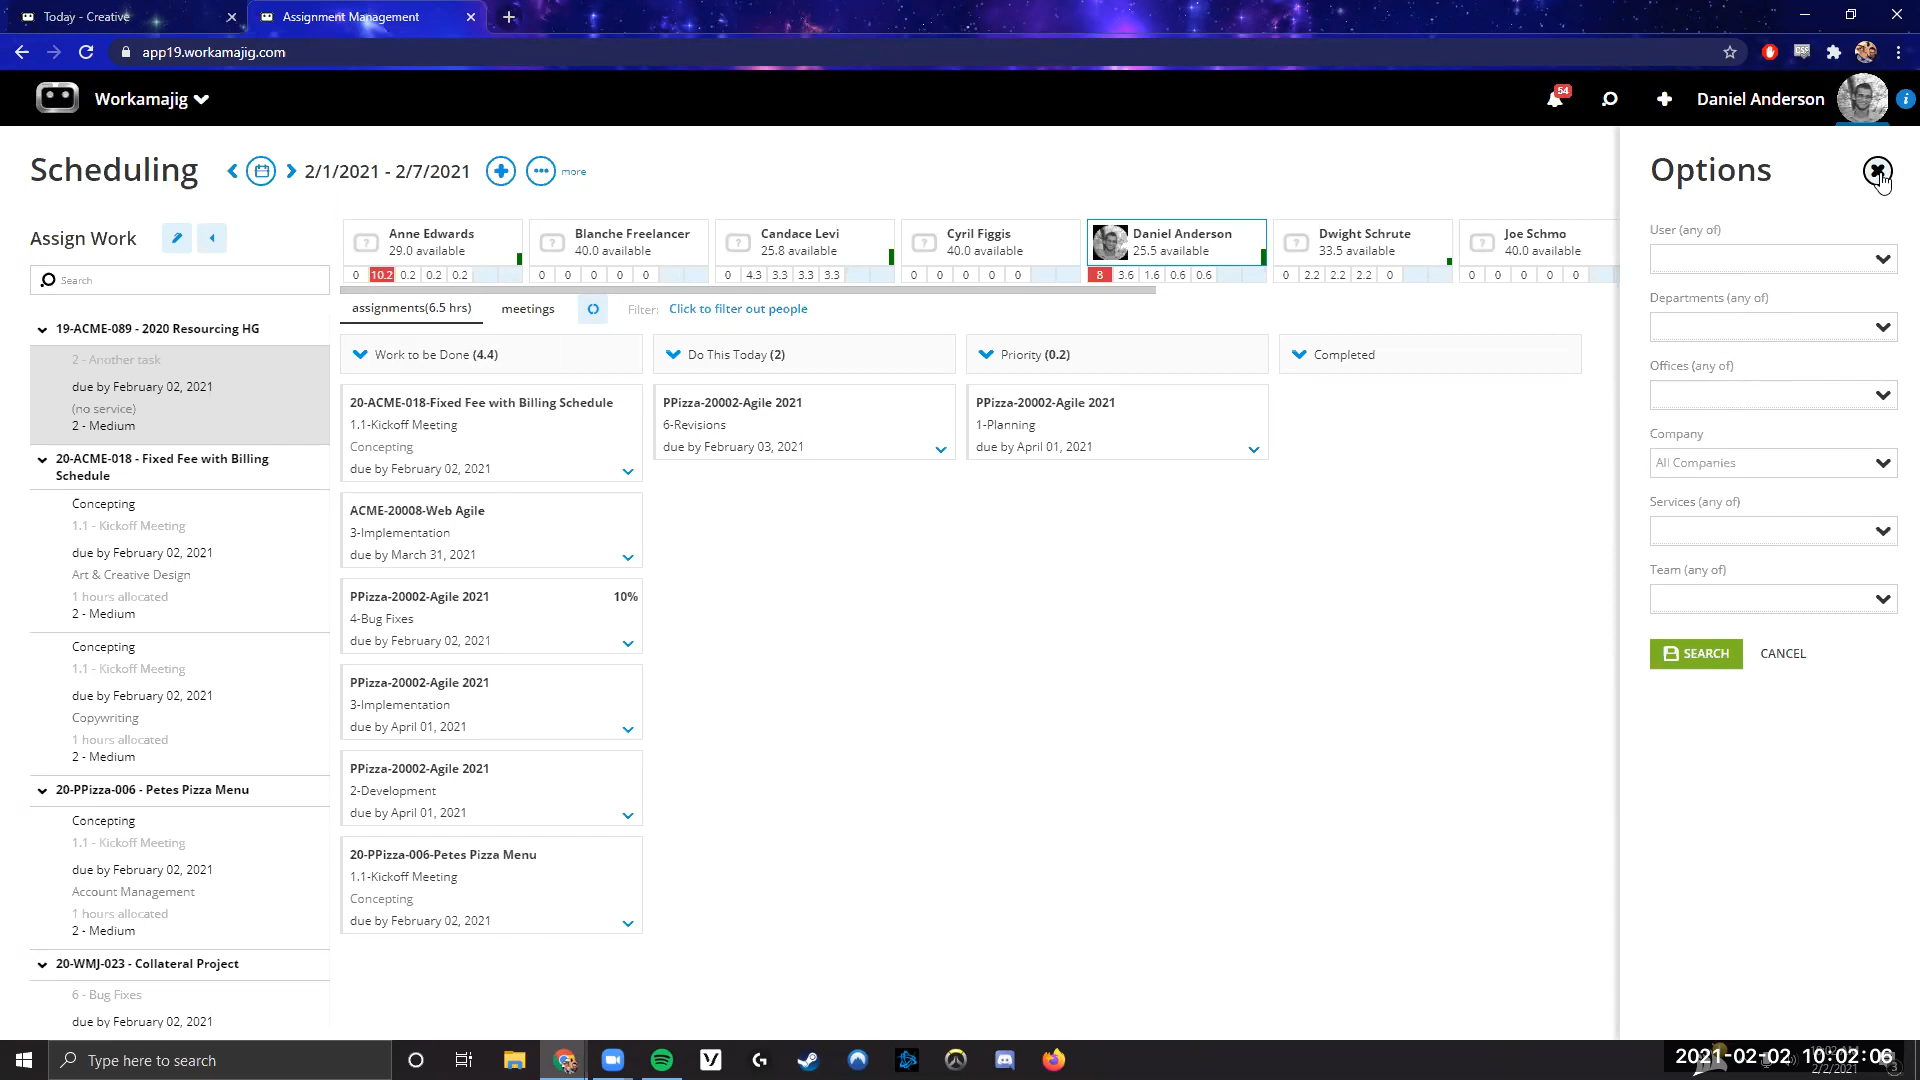 Today - Creative
Assignment Management
app19.workamajig.com
Workamajig
54
Daniel Anderson
i
Scheduling
2/1/2021 - 2/7/2021
more
Options
Assign Work
Search
19-ACME-089 - 2020 Resourcing HG
2 - Another task
due by February 02, 2021
(no service)
2 - Medium
20-ACME-018 - Fixed Fee with Billing
Schedule
Concepting
1.1 - Kickoff Meeting
due by February 02, 2021
Art & Creative Design
1 hours allocated
2 - Medium
Concepting
1.1 - Kickoff Meeting
due by February 02, 2021
Copywriting
1 hours allocated
2 - Medium
20-PPizza-006 - Petes Pizza Menu
Concepting
1.1 - Kickoff Meeting
due by February 02, 2021
Account Management
1 hours allocated
2 - Medium
20-WMJ-023 - Collateral Project
6 - Bug Fixes
due by February 02, 2021
Anne Edwards
29.0 available
0 10.2 0.2 0.2 0.2
Blanche Freelancer
40.0 available
0 0 0 0 0
Candace Levi
25.8 available
0 4.3 3.3 3.3 3.3
Cyril Figgis
40.0 available
0 0 0 0 0
Daniel Anderson
25.5 available
8 3.6 1.6 0.6 0.6
Dwight Schrute
33.5 available
0 2.2 2.2 2.2 0
Joe Schmo
40.0 available
0 0 0 0 0
assignments(6.5 hrs)
meetings
Filter:
Click to filter out people
Work to be Done (4.4)
20-ACME-018-Fixed Fee with Billing Schedule
1.1-Kickoff Meeting
Concepting
due by February 02, 2021
ACME-20008-Web Agile
3-Implementation
due by March 31, 2021
PPizza-20002-Agile 2021
10%
4-Bug Fixes
due by February 02, 2021
PPizza-20002-Agile 2021
3-Implementation
due by April 01, 2021
PPizza-20002-Agile 2021
2-Development
due by April 01, 2021
20-PPizza-006-Petes Pizza Menu
1.1-Kickoff Meeting
Concepting
due by February 02, 2021
Do This Today (2)
PPizza-20002-Agile 2021
6-Revisions
due by February 03, 2021
Priority (0.2)
PPizza-20002-Agile 2021
1-Planning
due by April 01, 2021
Completed
User (any of)
Departments (any of)
Offices (any of)
Company
All Companies
Services (any of)
Team (any of)
SEARCH
CANCEL
Type here to search
2021-02-02 10:02:06
2/2/2021